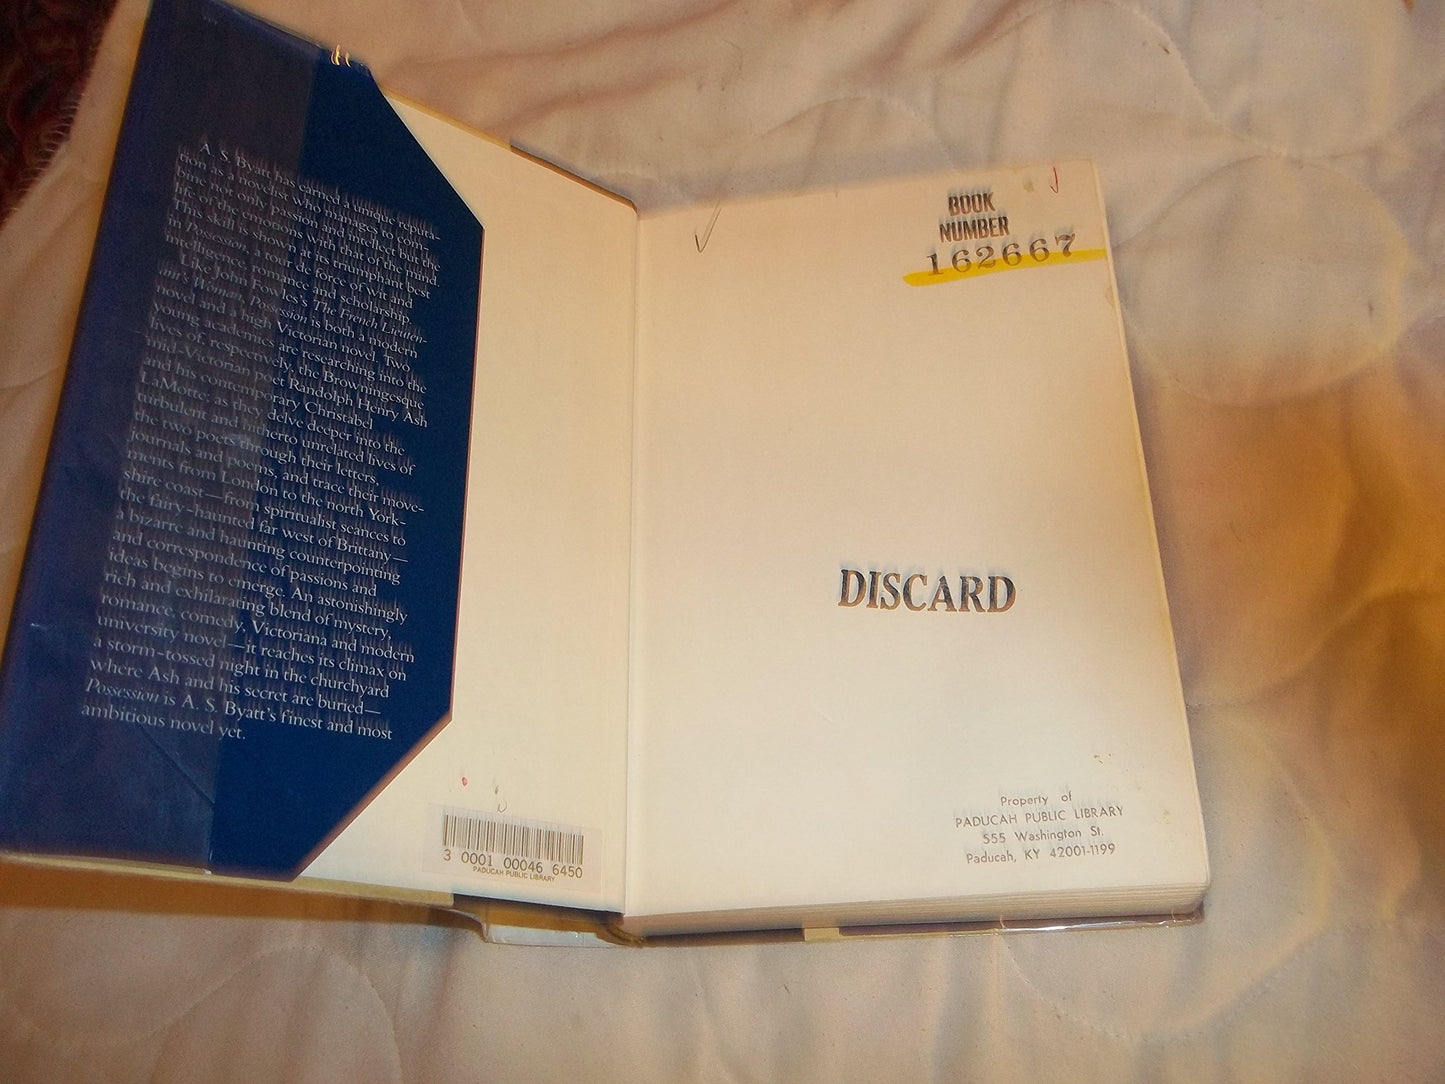 A. S. Byatt has earned a unique reputa-
tion as a novelist who manages to com-
bine not only passion and intellect but the
life of the emotions with that of the mind.
This skill is shown at its triumphant best
in Possession, a tour de force of wit and
intelligence, romance and scholarship.
Like John Fowles's The French Lieuten-
ant's Woman, Possession is both a modern
novel and a high Victorian novel. Two
young academics are researching into the
lives of, respectively, the Browningesque
mid-Victorian poet Randolph Henry Ash
and his contemporary Christabel
LaMotte: as they delve deeper into the
turbulent and hitherto unrelated lives of
the two poets through their letters,
journals and poems, and trace their move-
ments from London to the north York-
shire coast—from spiritualist seances to
the fairy-haunted far west of Brittany—
a bizarre and haunting counterpointing
and correspondence of passions and
ideas begins to emerge. An astonishingly
rich and exhilarating blend of mystery,
romance, comedy, Victoriana and modern
university novel—it reaches its climax on
a storm-tossed night in the churchyard
where Ash and his secret are buried—
Possession is A. S. Byatt's finest and most
ambitious novel yet.
3 0001 00046 6450
PADUCAH PUBLIC LIBRARY
BOOK
NUMBER
162667
DISCARD
Property of
PADUCAH PUBLIC LIBRARY
555 Washington St.
Paducah, KY 42001-1199